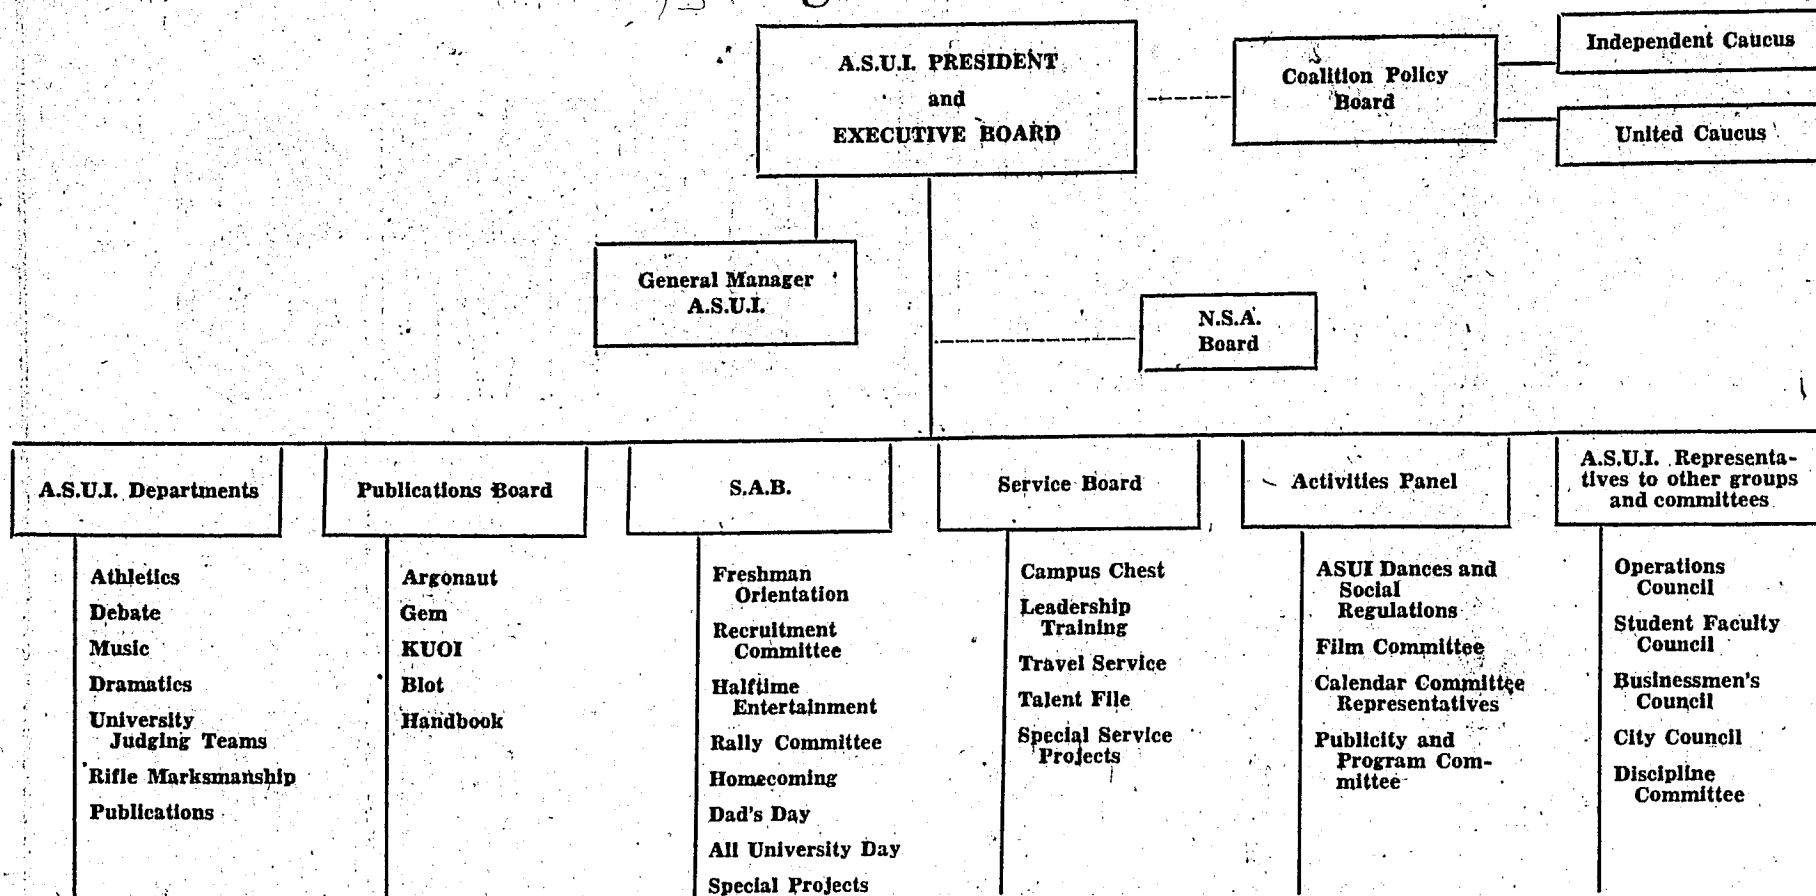 A.S.U.I. PRESIDENT
and
EXECUTIVE BOARD
Coalition Policy
Board
Independent Caucus
United Caucus
General Manager
A.S.U.I.
N.S.A.
Board
A.S.U.I. Departments
Athletics
Debate
Music
Dramatics
University
Judging Teams
Rifle Marksmanship
Publications
Publications Board
Argonaut
Gem
KUOI
Blot
Handbook
S.A.B.
Freshman
Orientation
Recruitment
Committee
Halftime
Entertainment
Rally Committee
Homecoming
Dad's Day
All University Day
Special Projects
Service Board
Campus Chest
Leadership
Training
Travel Service
Talent File
Special Service
Projects
Activities Panel
ASUI Dances and
Social
Regulations
Film Committee
Calendar Committee
Representatives
Publicity and
Program Com-
mittee
A.S.U.I. Representa-
tives to other groups
and committees
Operations
Council
Student Faculty
Council
Businessmen's
Council
City Council
Discipline
Committee